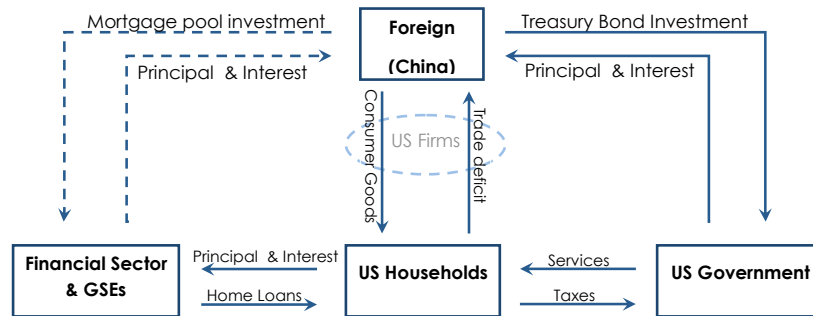 Mortgage pool investment
Foreign
(China)
Treasury Bond Investment
Principal & Interest
Principal & Interest
Consumer Goods
US Firms
Trade deficit
Financial Sector
& GSEs
Principal & Interest
Home Loans
US Households
Services
Taxes
US Government